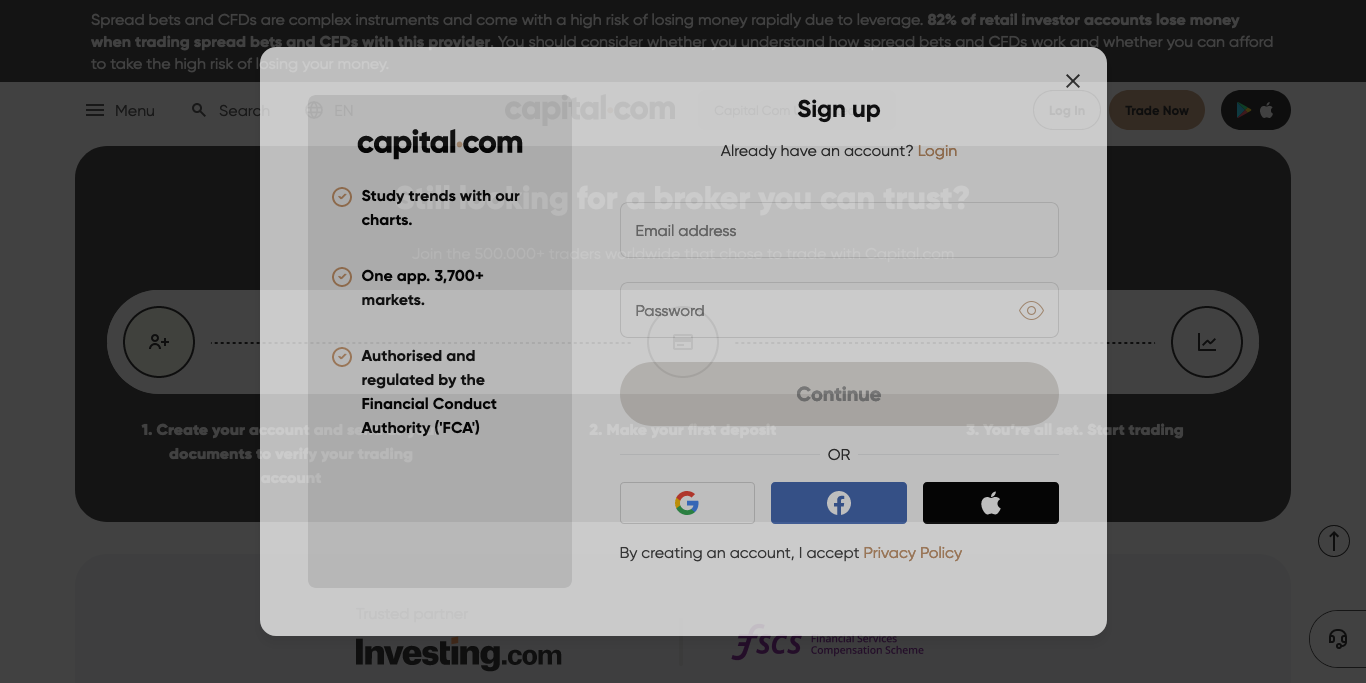 Spread bets and CFDs are complex instruments and come with a high risk of losing money rapidly due to leverage. 82% of retail investor accounts lose money
when trading spread bets and CFDs with this provider. You should consider whether you understand how spread bets and CFDs work and whether you can afford
to take the high risk of losing your money.
Menu
Search
EN
capital.com
Capital Com
Log In
Trade Now
Still looking for a broker you can trust?
Join the 500,000+ traders worldwide that chose to trade with Capital.com
1. Create your account and
documents to verify your trading
account
2. Make your first deposit
3. You're all set. Start trading
Trusted partner
Investing.com
fscs Financial Services
Compensation Scheme
capital.com
Study trends with our
charts.
One app. 3,700+
markets.
Authorised and
regulated by the
Financial Conduct
Authority ('FCA')
Sign up
Already have an account? Login
Email address
Password
Continue
OR
By creating an account, I accept Privacy Policy